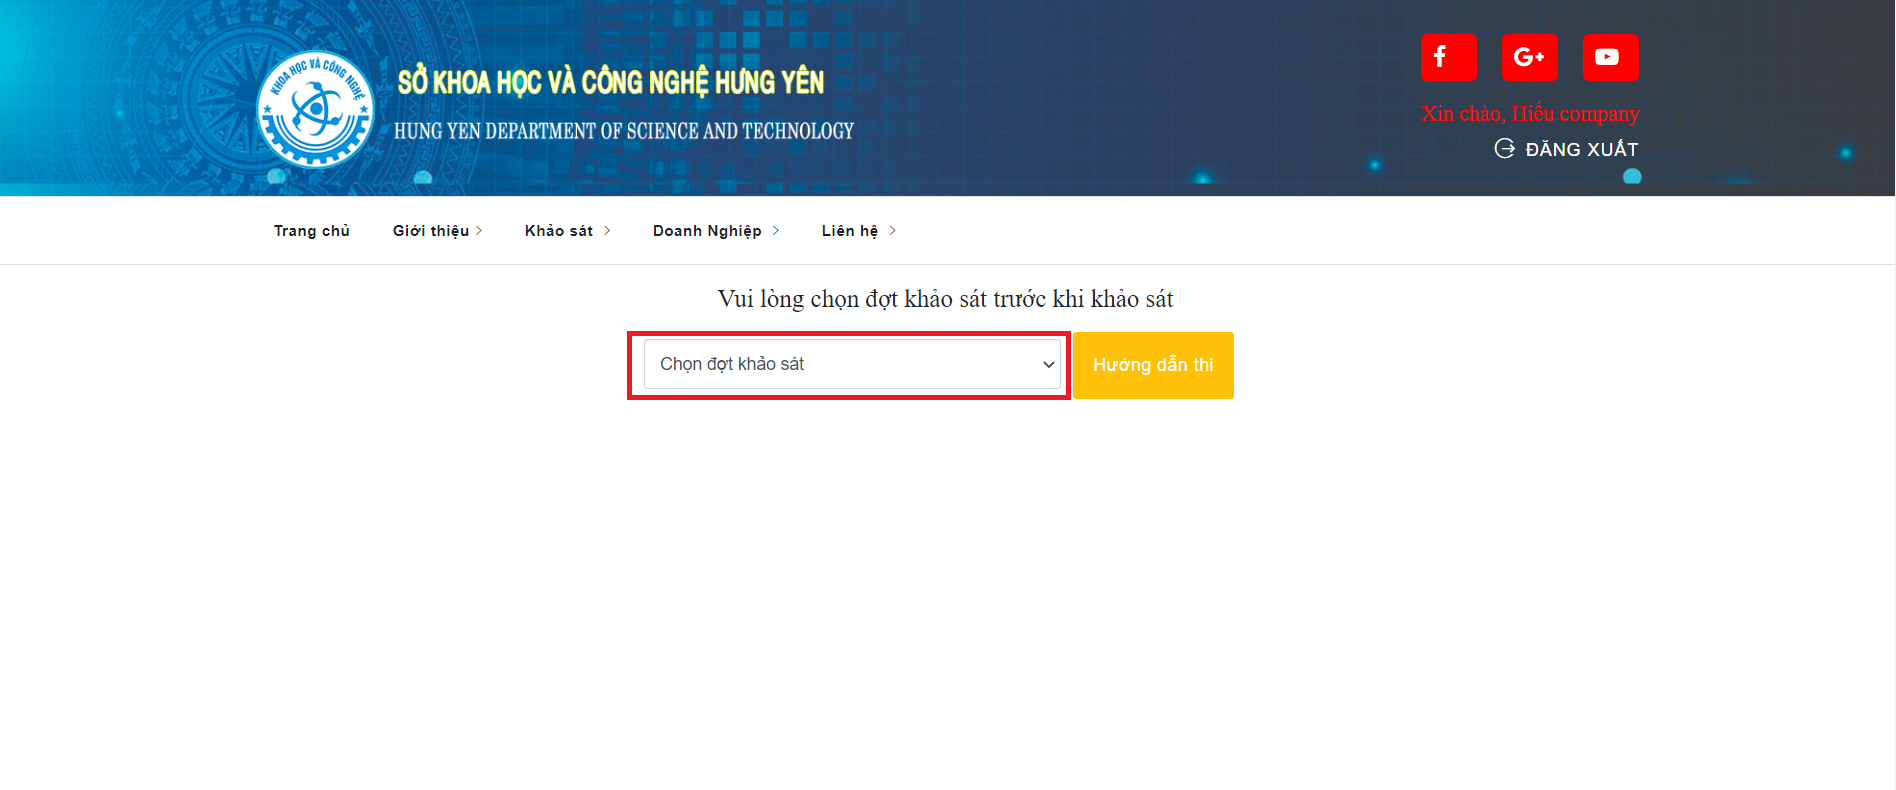 KHOA HỌC VÀ CÔNG NGHỆ
SỞ KHOA HỌC VÀ CÔNG NGHỆ HƯNG YÊN
HUNG YEN DEPARTMENT OF SCIENCE AND TECHNOLOGY
Xin chào, Hiếu company
ĐĂNG XUẤT
Trang chủ
Giới thiệu
Khảo sát
Doanh Nghiệp
Liên hệ
Vui lòng chọn đợt khảo sát trước khi khảo sát
Chọn đợt khảo sát
Hướng dẫn thi